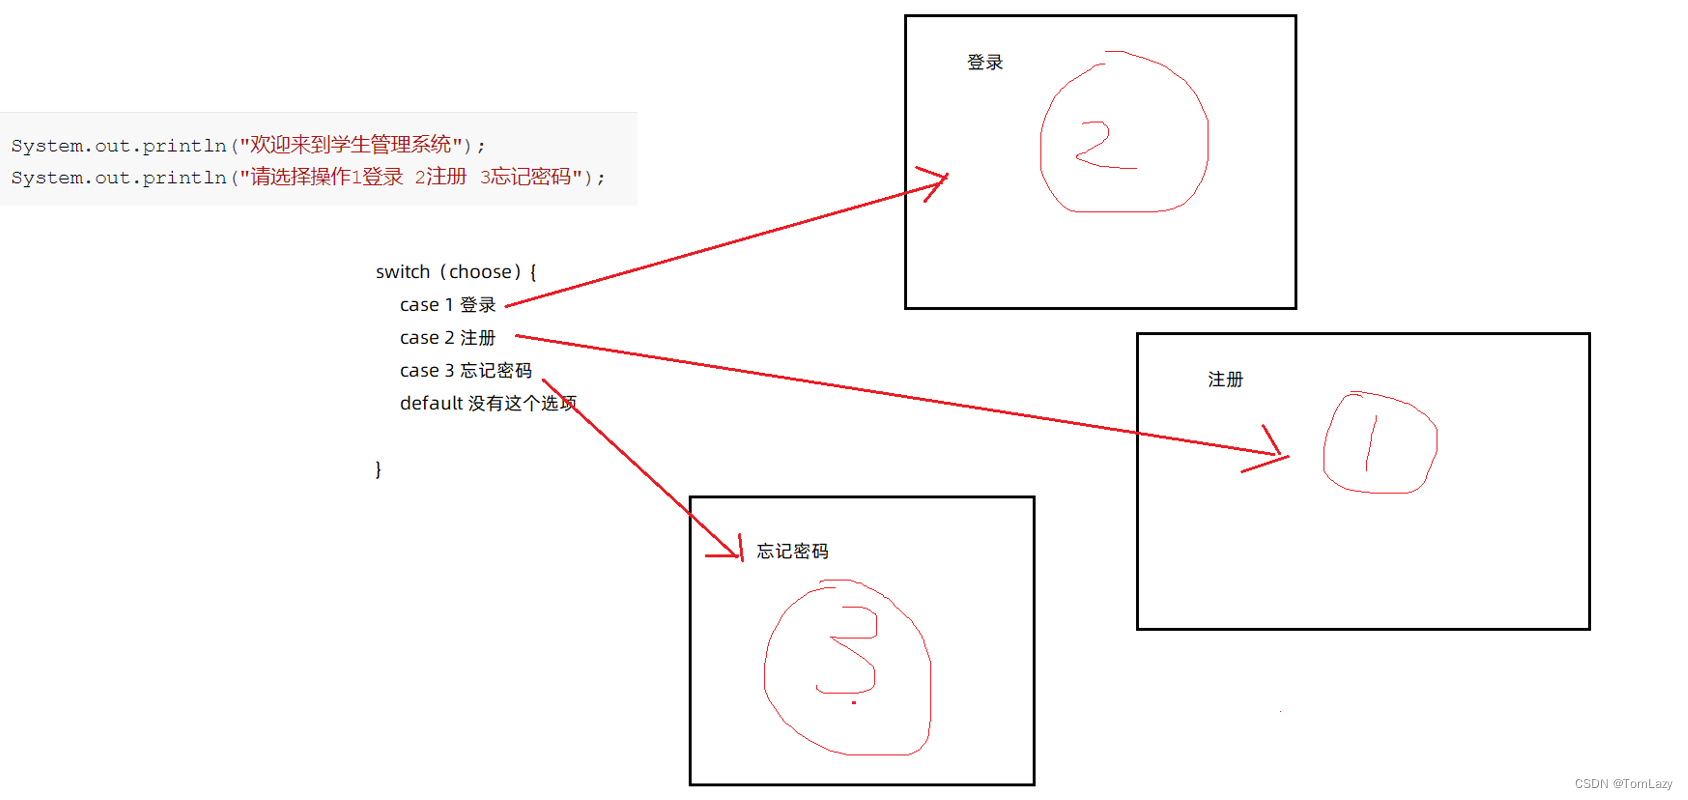 System.out.println("欢迎来到学生管理系统");
System.out.println("请选择操作1登录 2注册 3忘记密码");
switch（choose）{
case 1 登录
case 2 注册
case 3 忘记密码
default 没有这个选项
}
登录
2
注册
1
忘记密码
3
CSDN @TomLazy